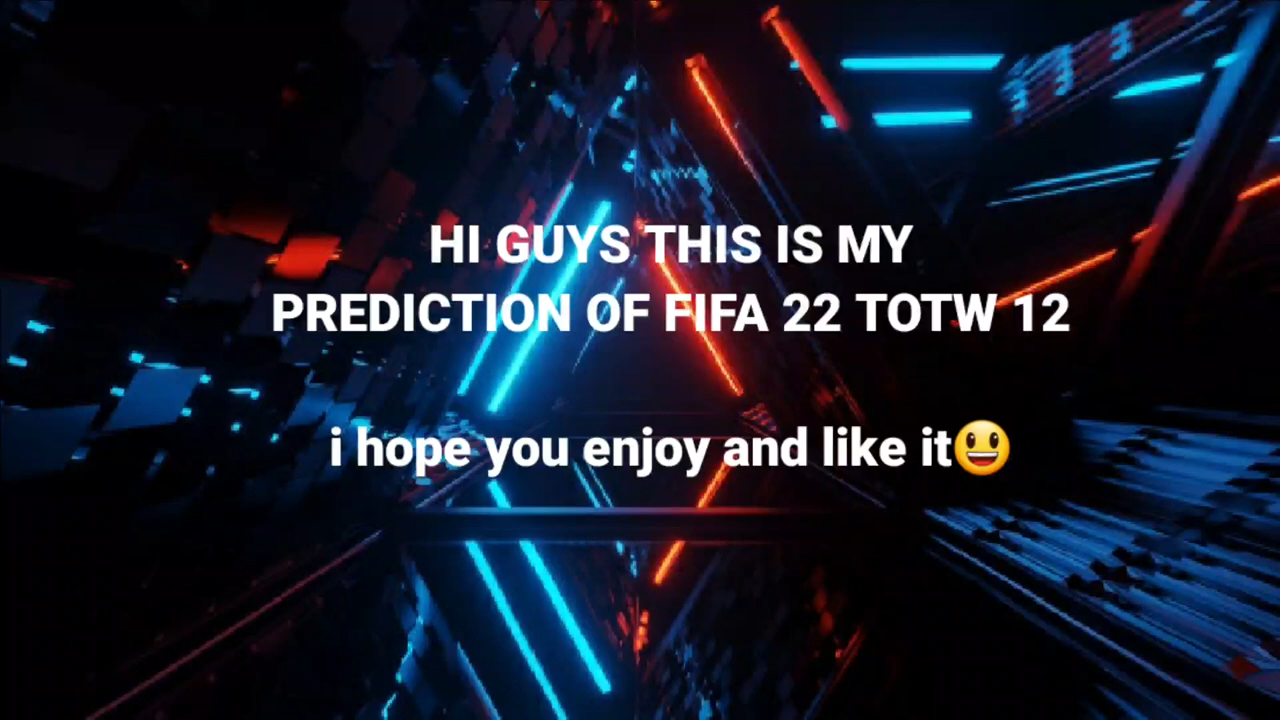 HI GUYS THIS IS MY
PREDICTION OF FIFA 22 TOTW 12
i hope you enjoy and like it😃